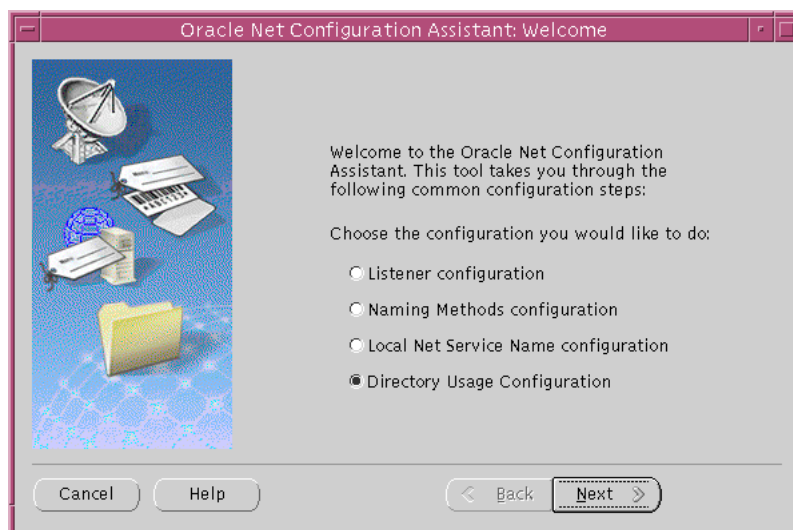 Oracle Net Configuration Assistant: Welcome
Welcome to the Oracle Net Configuration
Assistant. This tool takes you through the
following common configuration steps:
Choose the configuration you would like to do:
Listener configuration
Naming Methods configuration
Local Net Service Name configuration
Directory Usage Configuration
Cancel
Help
Back
Next